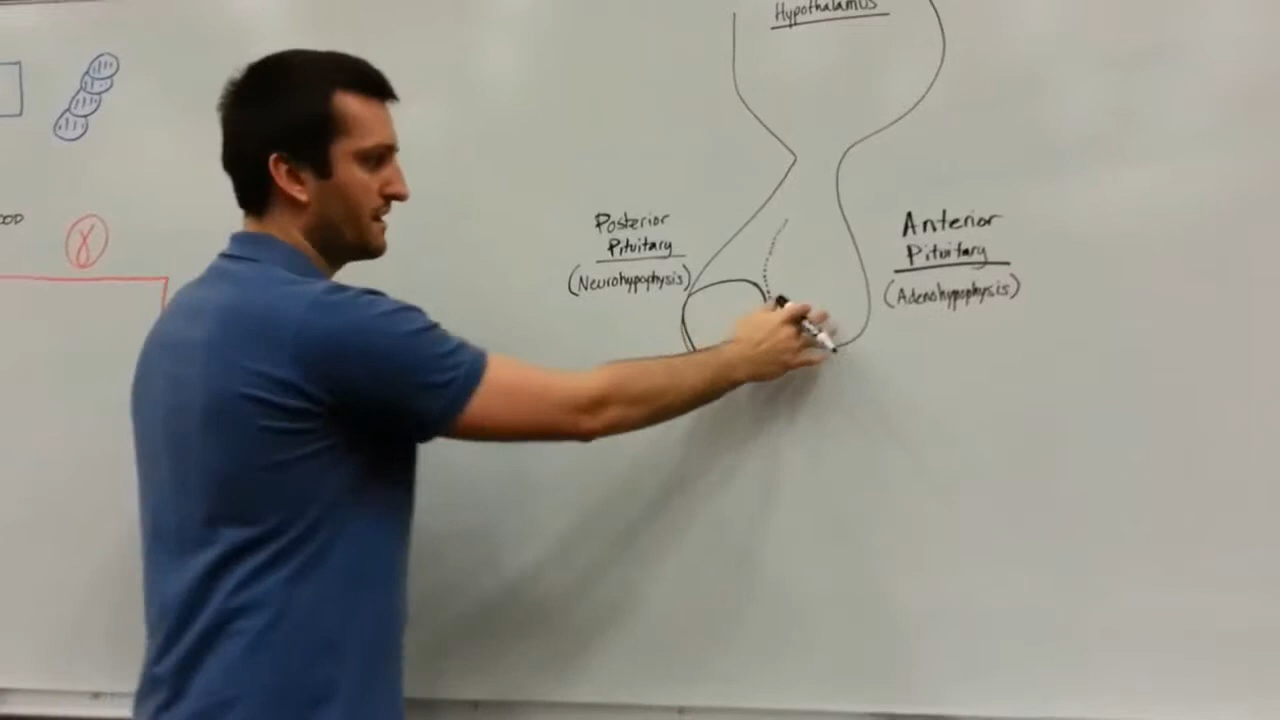 Hypothalamus
Posterior
Pituitary
(Neurohypophysis)
Anterior
Pituitary
(Adenohypophysis)